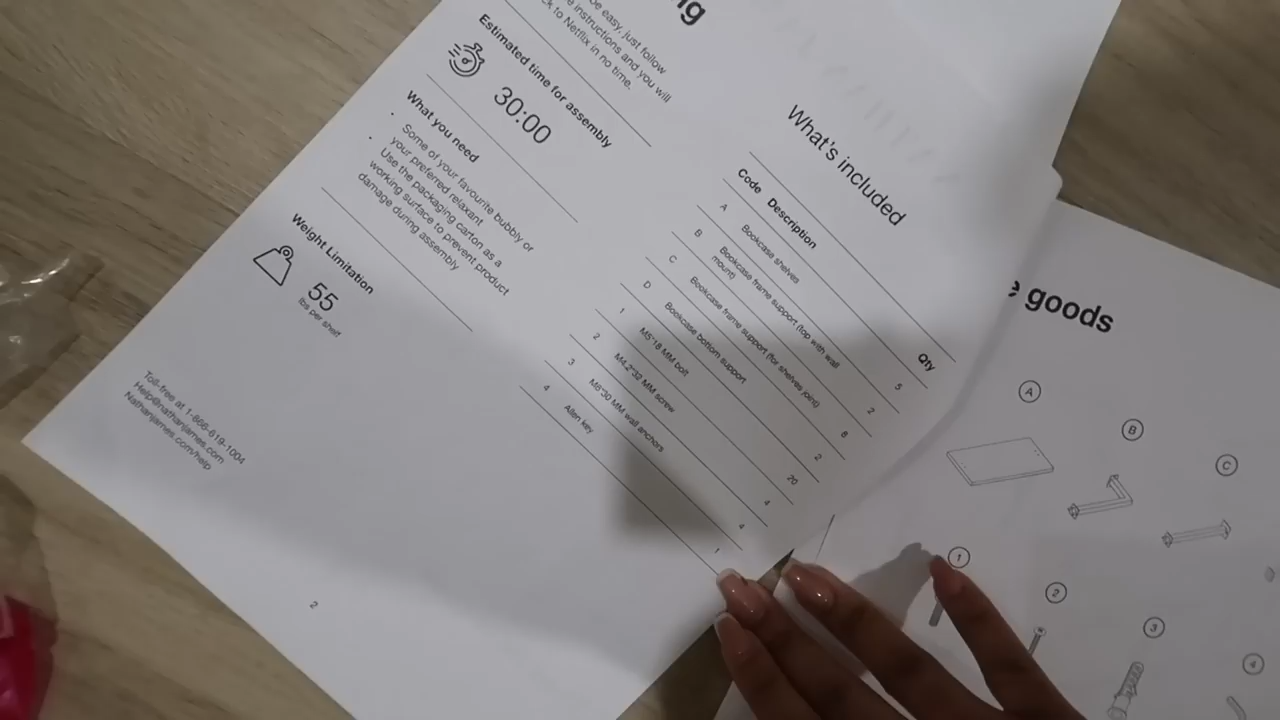 ng
be easy, just follow
instructions and you will
to Netflix in no time.
Estimated time for assembly
30:00
What you need
• Some of your favourite bubbly or
your preferred relaxant
• Use the packaging carton as a
working surface to prevent product
damage during assembly
Weight Limitation
55
lbs per shelf
Toll-free at 1-866-619-1004
Help@nathanjames.com
Nathanjames.com/help
2
What's included
Code Description Qty
A Bookcase shelves 5
B Bookcase frame support (top with wall
mount) 2
C Bookcase frame support (for shelves joint) 8
D Bookcase bottom support 2
1 M5*18 MM bolt 20
2 M4.2*32 MM screw 4
3 M8*30 MM wall anchors 4
4 Allen key 1
goods
A
B
C
1
2
3
4